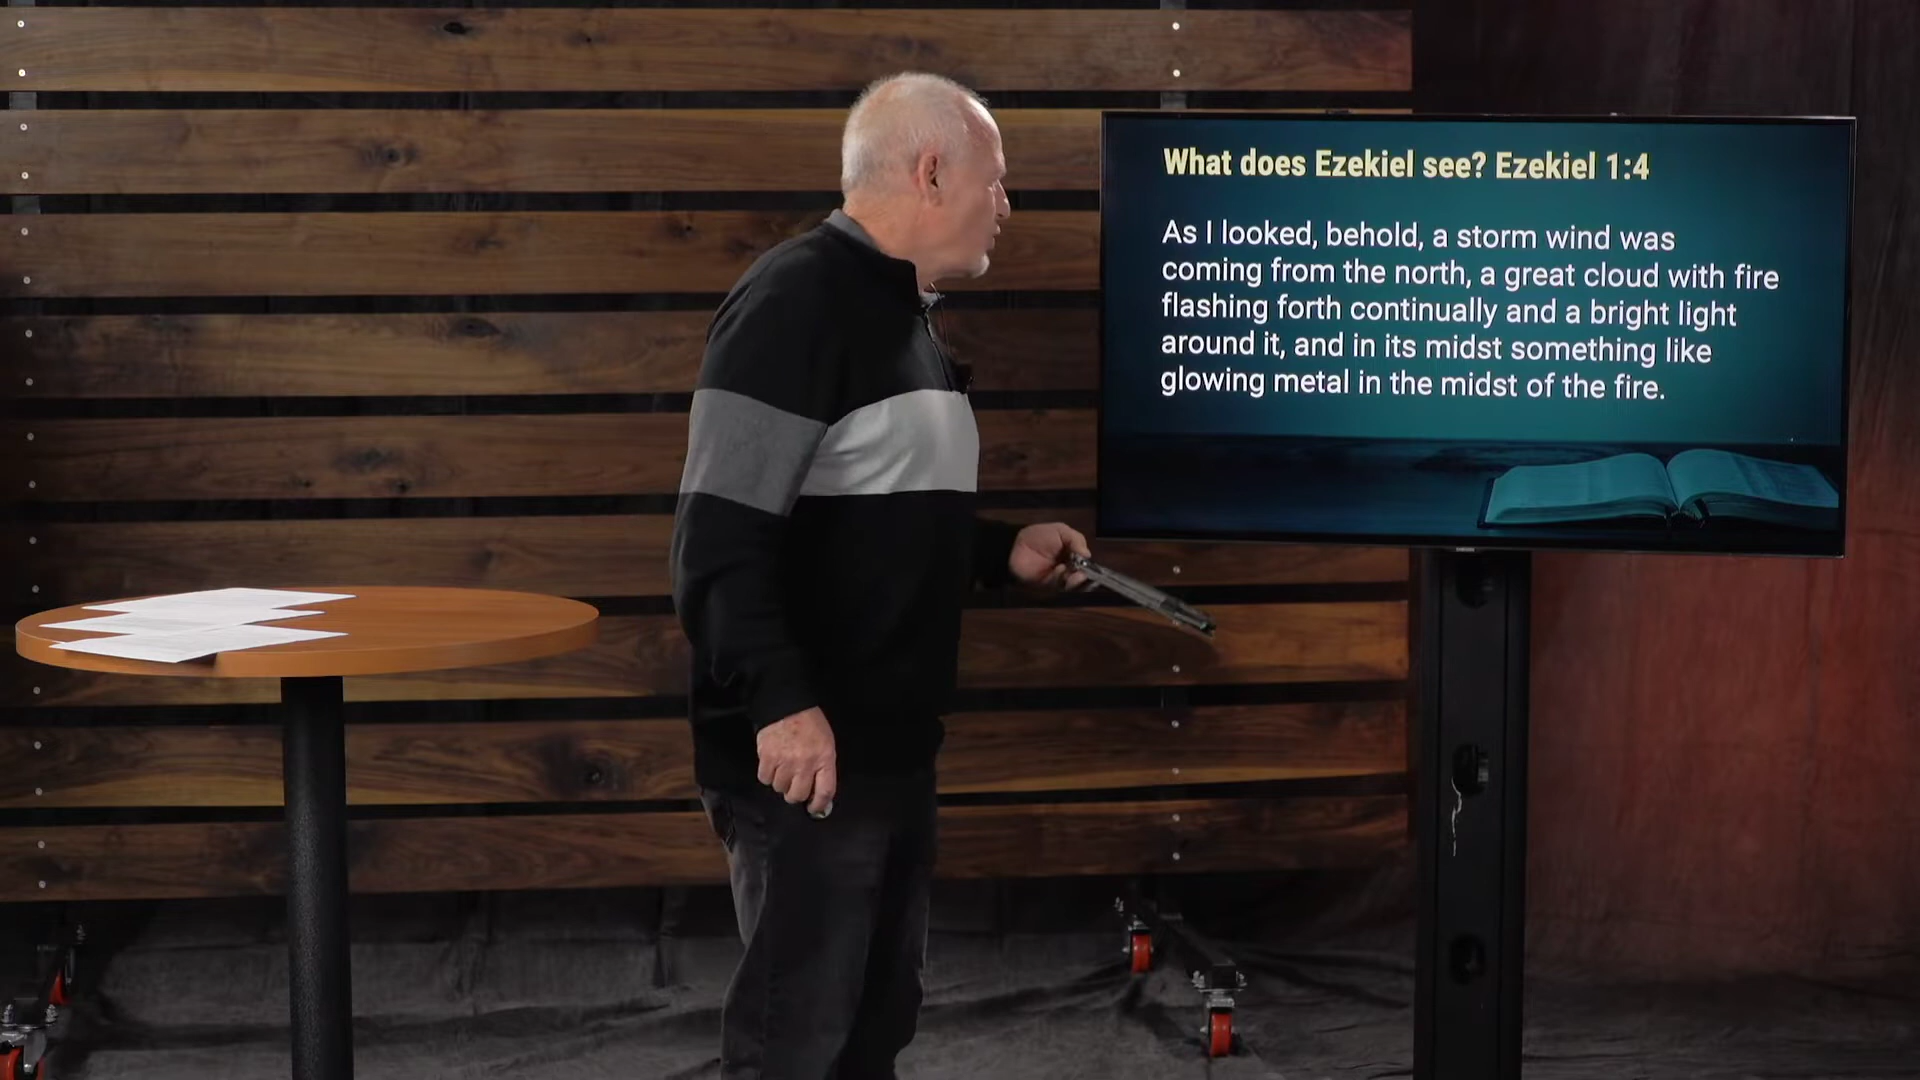 What does Ezekiel see? Ezekiel 1:4
As I looked, behold, a storm wind was
coming from the north, a great cloud with fire
flashing forth continually and a bright light
around it, and in its midst something like
glowing metal in the midst of the fire.